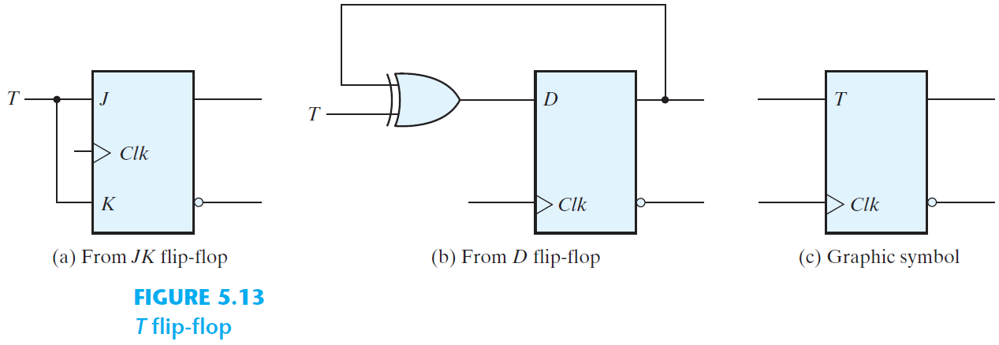 T
J
Clk
K
(a) From JK flip-flop
T
D
Clk
(b) From D flip-flop
T
Clk
(c) Graphic symbol
FIGURE 5.13
T flip-flop